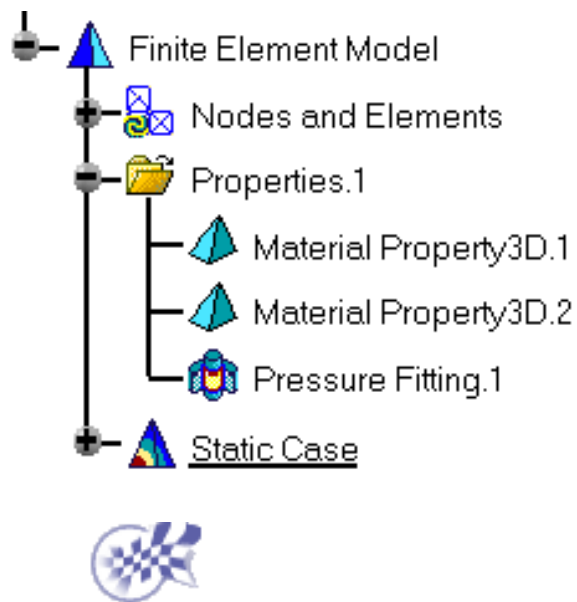 Finite Element Model
Nodes and Elements
Properties.1
Material Property3D.1
Material Property3D.2
Pressure Fitting.1
Static Case